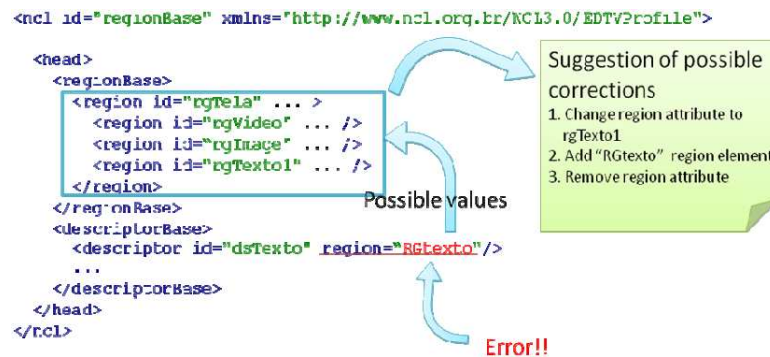 <ncl id="regionBase" xmlns="http://www.ncl.org.br/NCL3.0/EDTVProfile">
<head>
<regionBase>
<region id="rgTela" ... >
<region id="rgVideo" ... />
<region id="rgImage" ... />
<region id="rgTexto1" ... />
</region>
</regionBase>
<descriptorBase>
<descriptor id="dsTexto" region="RGtexto"/>
...
</descriptorBase>
</head>
</ncl>
Possible values
Error!!
Suggestion of possible
corrections
1. Change region attribute to
rgTexto1
2. Add "RGtexto" region element
3. Remove region attribute